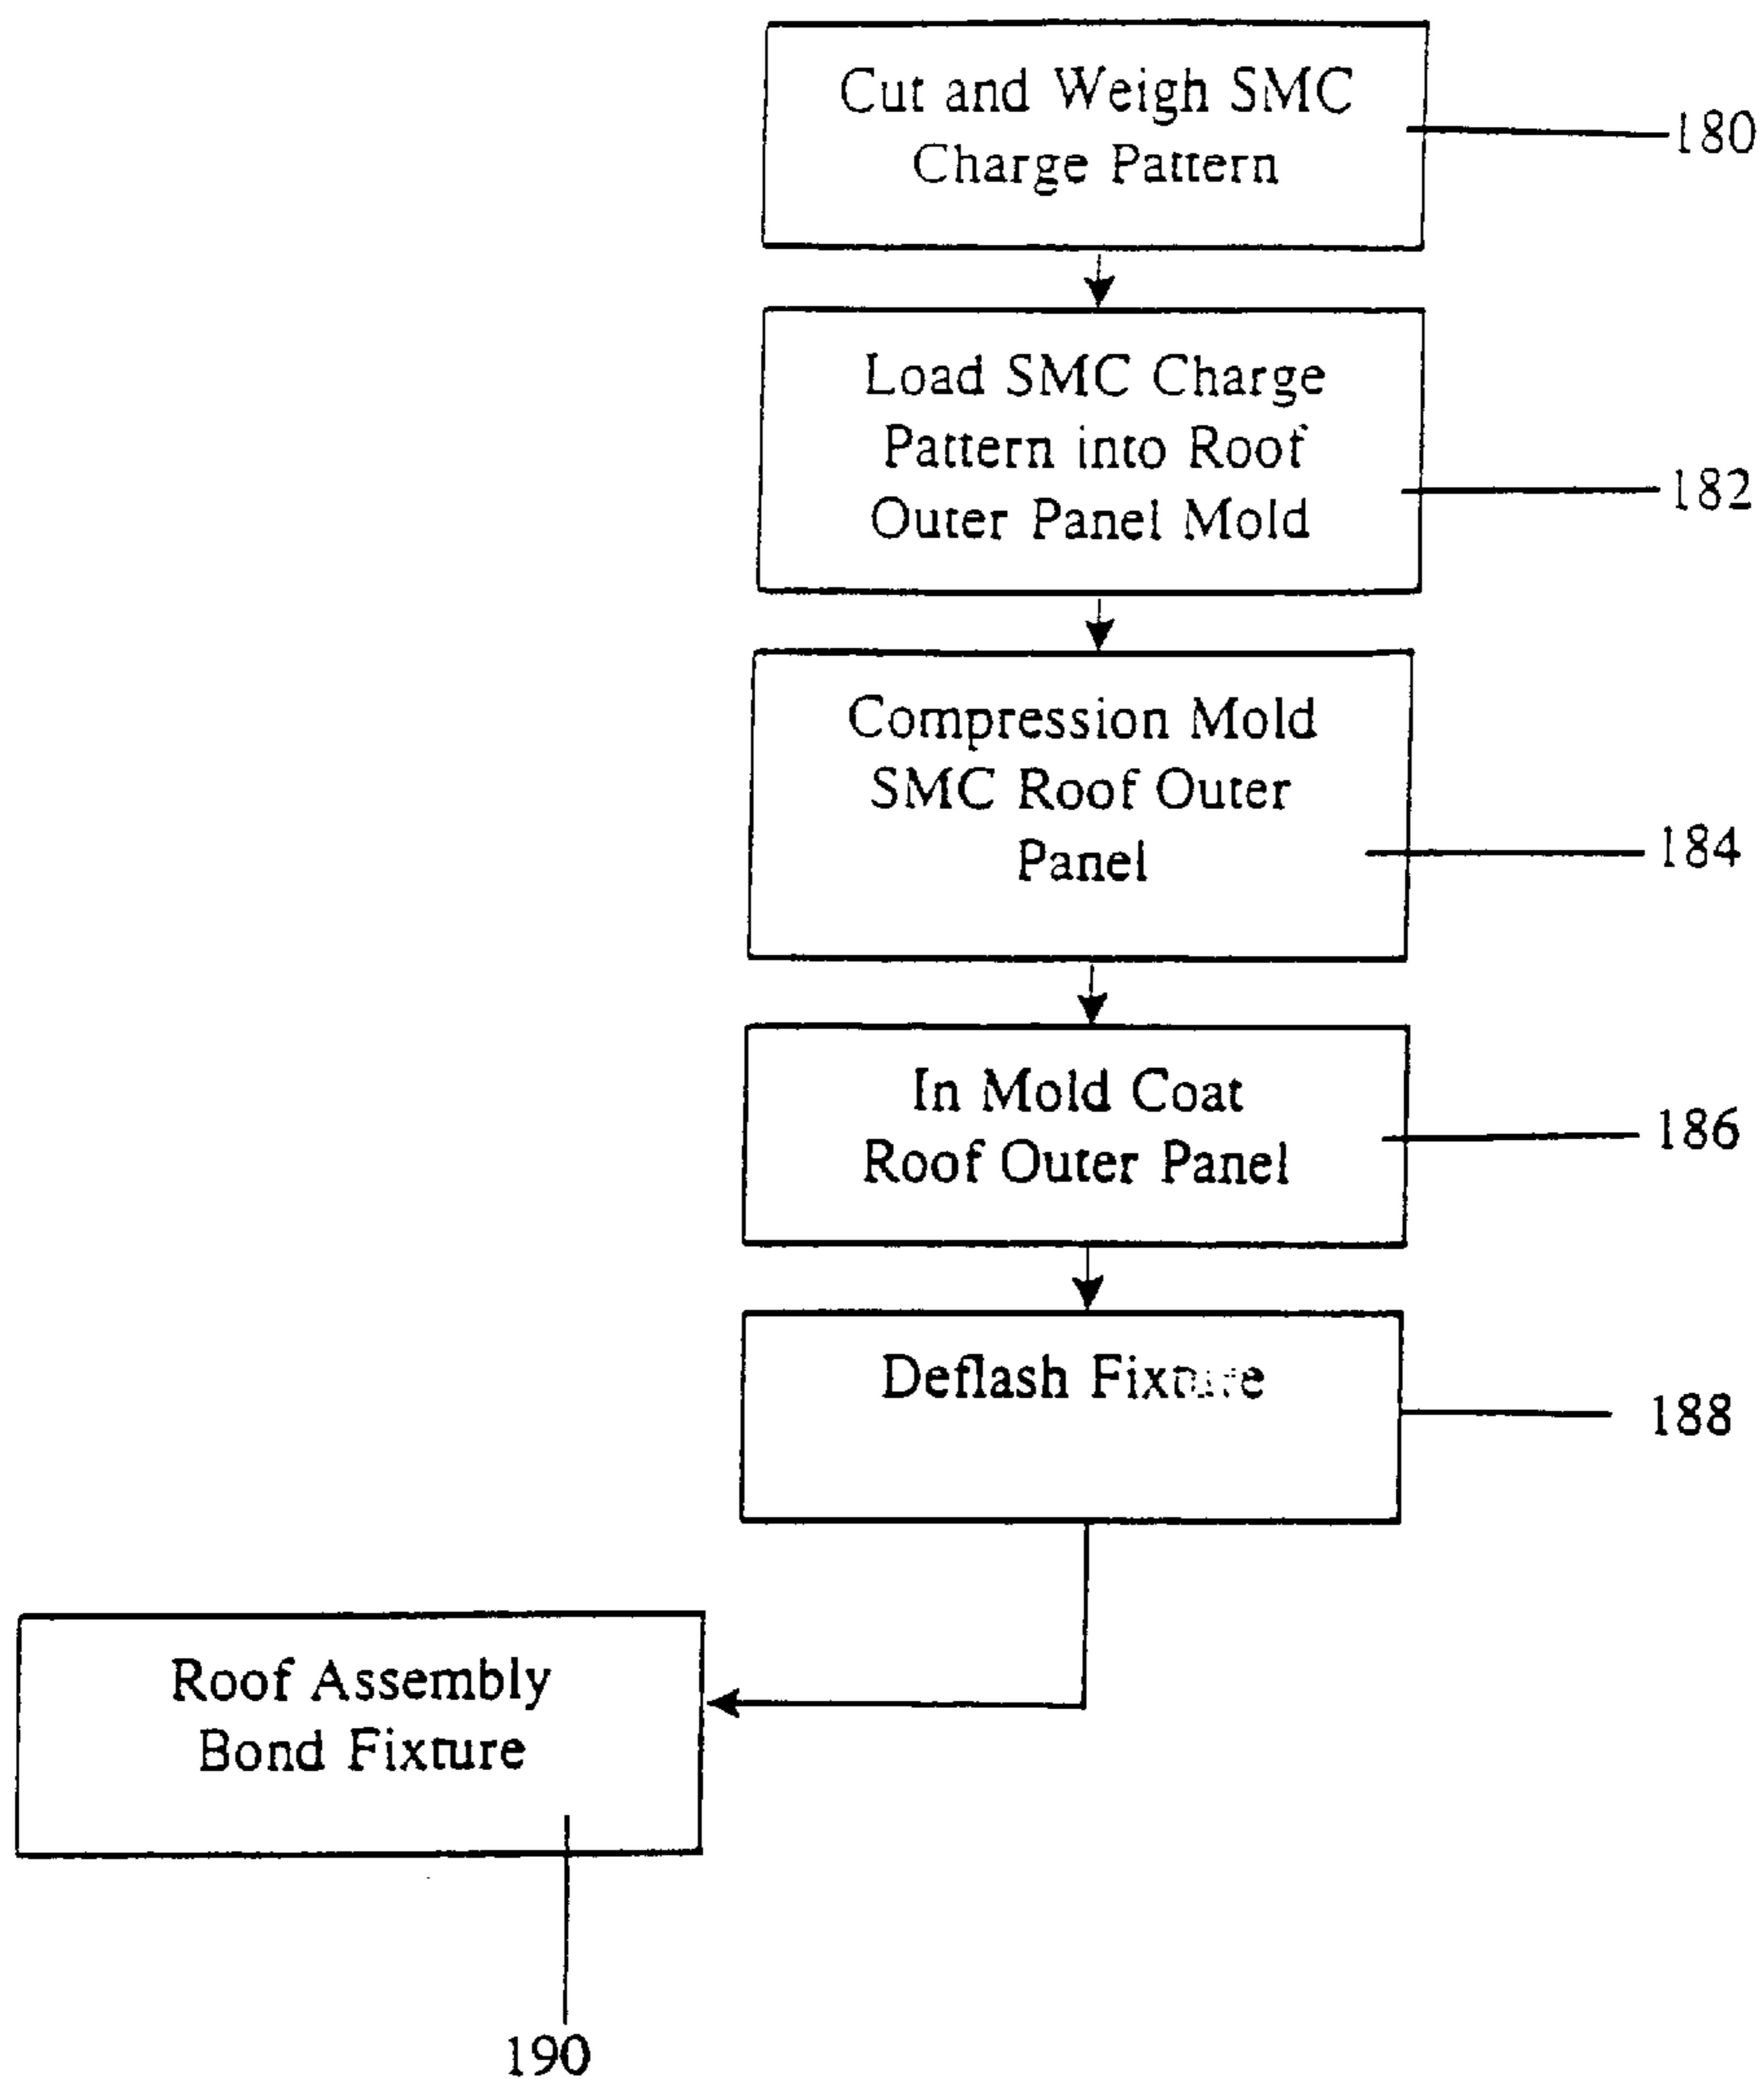 Cut and Weigh SMC
Charge Pattern
180
Load SMC Charge
Pattern into Roof
Outer Panel Mold
182
Compression Mold
SMC Roof Outer
Panel
184
In Mold Coat
Roof Outer Panel
186
Deflash Fixture
188
Roof Assembly
Bond Fixture
190